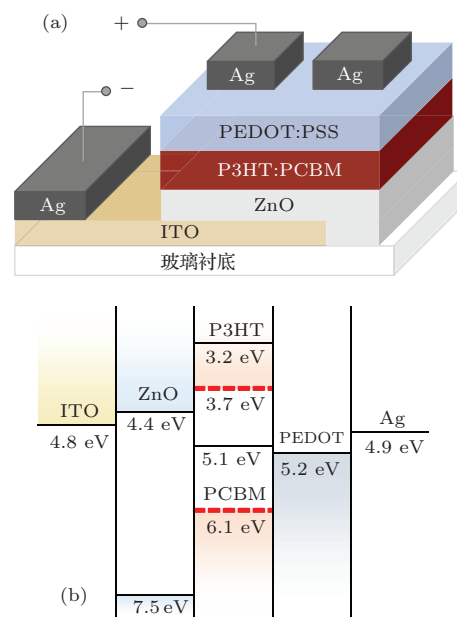 (a)
+
−
Ag
Ag
PEDOT:PSS
P3HT:PCBM
Ag
ZnO
ITO
玻璃衬底
P3HT
3.2 eV
ZnO
3.7 eV
ITO
4.4 eV
4.8 eV
Ag
PEDOT
4.9 eV
5.1 eV
5.2 eV
PCBM
6.1 eV
(b)
7.5 eV